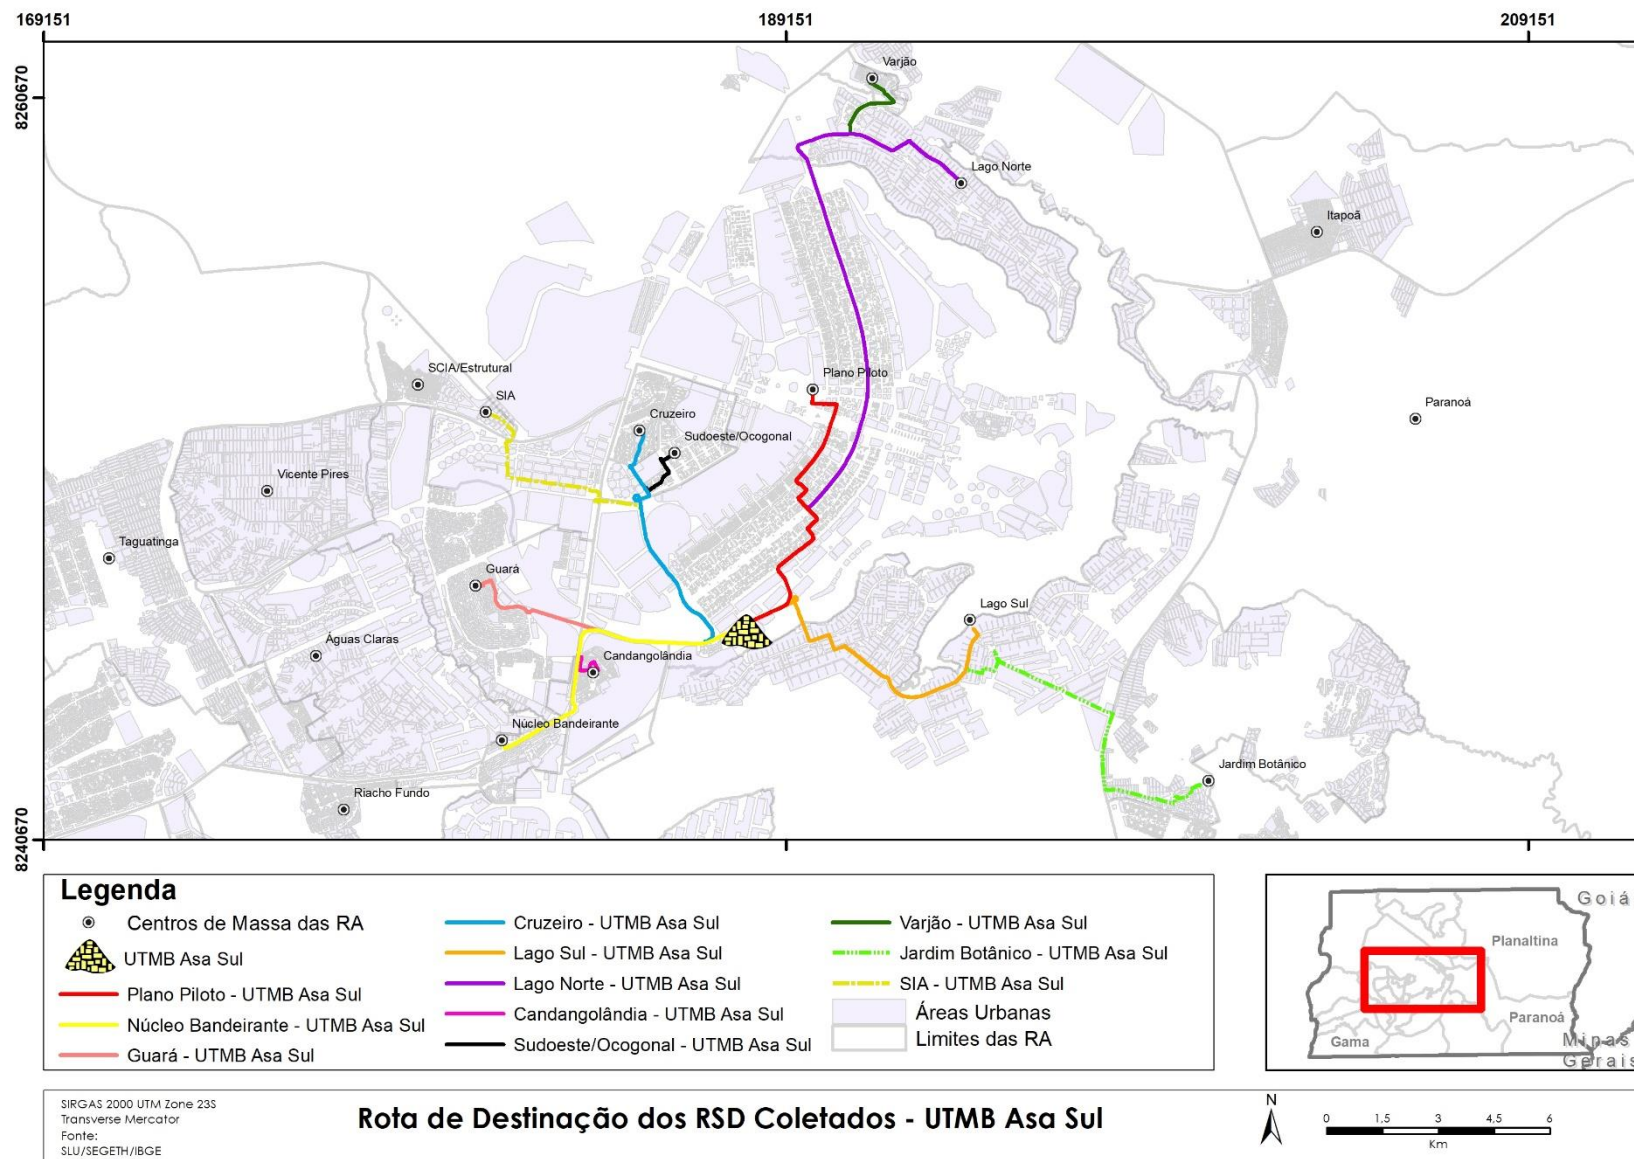 169151
189151
209151
8260670
8240670
Varjão
Lago Norte
Itapoã
SCIA/Estrutural
SIA
Plano Piloto
Paranoá
Cruzeiro
Sudoeste/Ocogonal
Vicente Pires
Taguatinga
Guará
Lago Sul
Águas Claras
Candangolândia
Núcleo Bandeirante
Jardim Botânico
Riacho Fundo
Legenda
Centros de Massa das RA
UTMB Asa Sul
Plano Piloto - UTMB Asa Sul
Núcleo Bandeirante - UTMB Asa Sul
Guará - UTMB Asa Sul
Cruzeiro - UTMB Asa Sul
Lago Sul - UTMB Asa Sul
Lago Norte - UTMB Asa Sul
Candangolândia - UTMB Asa Sul
Sudoeste/Ocogonal - UTMB Asa Sul
Varjão - UTMB Asa Sul
Jardim Botânico - UTMB Asa Sul
SIA - UTMB Asa Sul
Áreas Urbanas
Limites das RA
Goiá
Planaltina
Paranoá
Gama
Minas
Gerais
SIRGAS 2000 UTM Zone 23S
Transverse Mercator
Fonte:
SLU/SEGETH/IBGE
Rota de Destinação dos RSD Coletados - UTMB Asa Sul
N
0 1,5 3 4,5 6
Km